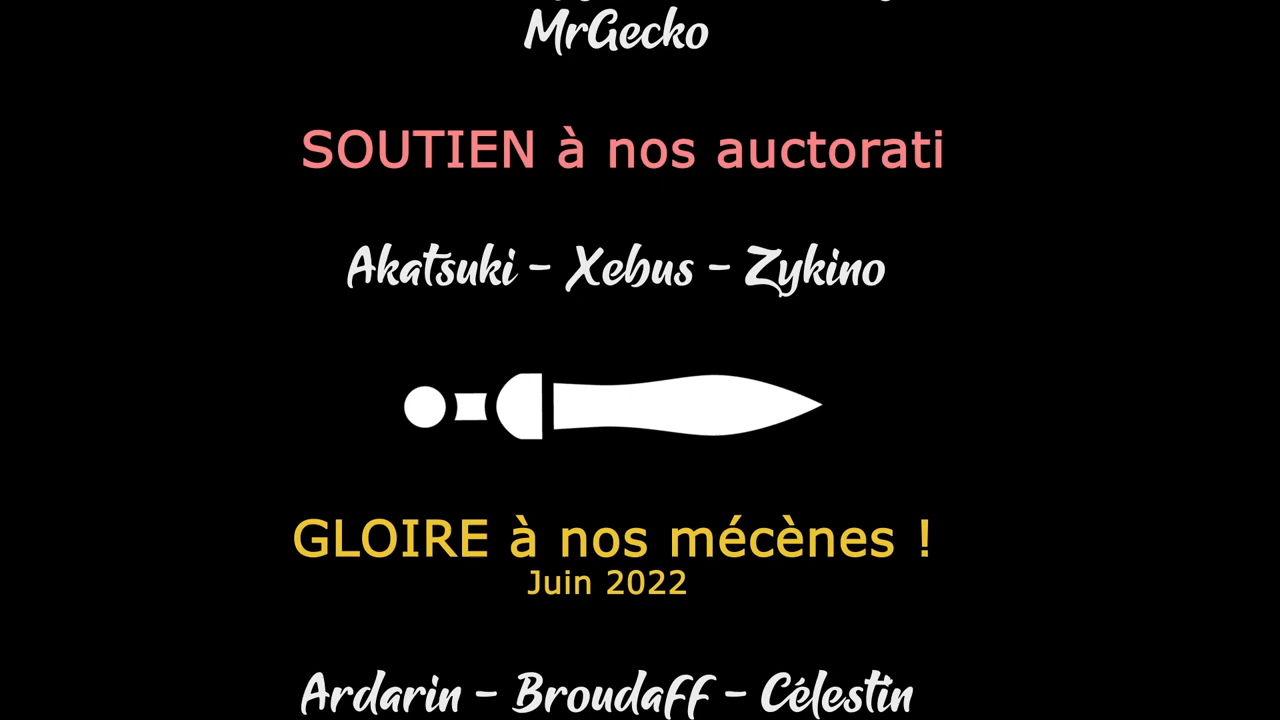 MrGecko
SOUTIEN à nos auctorati
Akatsuki - Xebus - Zykino
GLOIRE à nos mécènes !
Juin 2022
Ardarin - Broudaff - Célestin